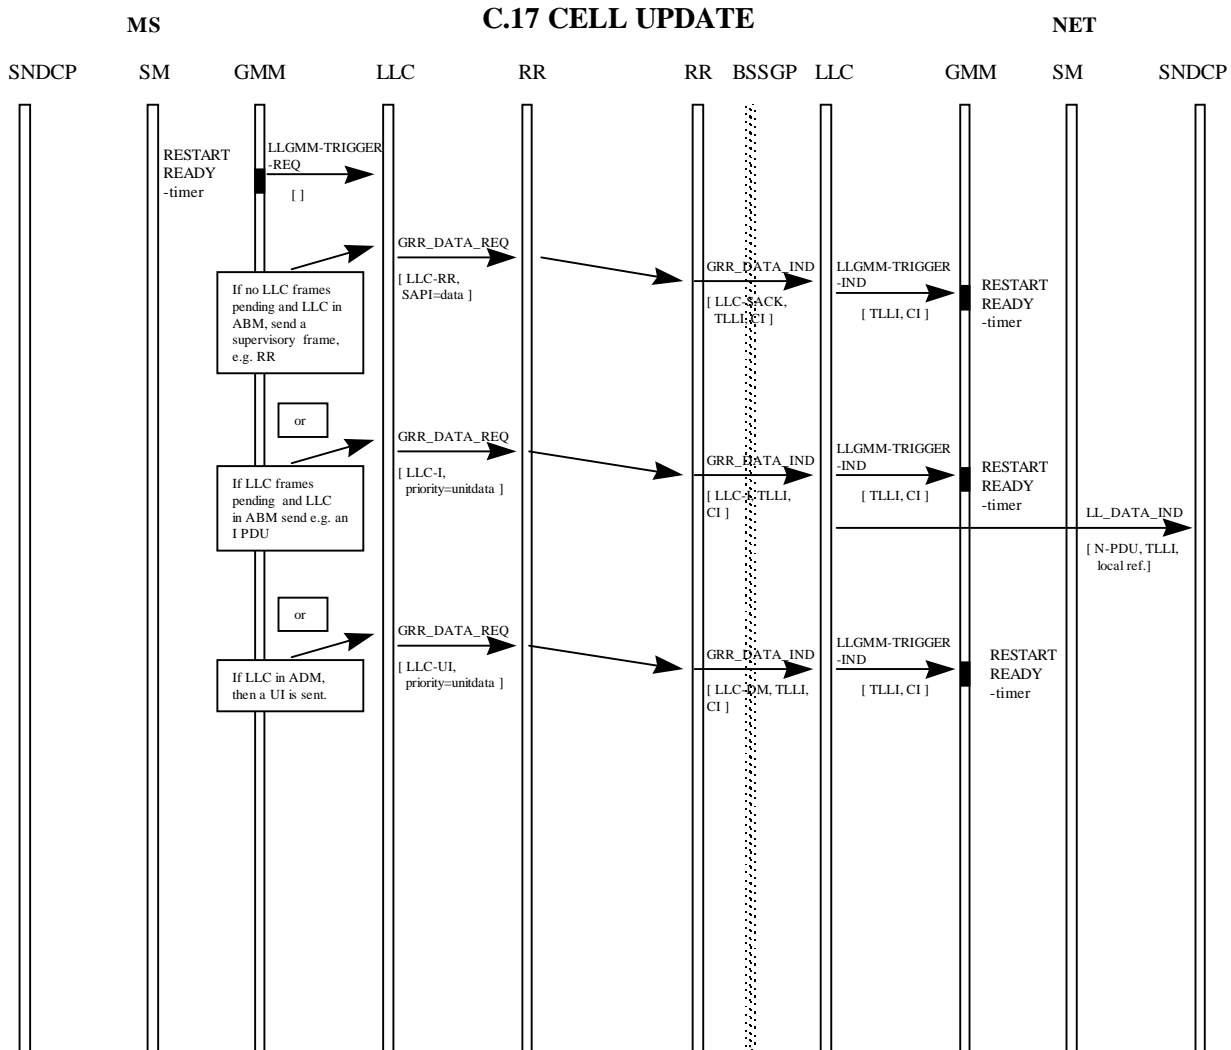 C.17 CELL UPDATE
MS
NET
SNDCP SM GMM LLC RR RR BSSGP LLC GMM SM SNDCP
RESTART
READY
-timer
LLGMM-TRIGGER
-REQ
[ ]
If no LLC frames
pending and LLC in
ABM, send a
supervisory frame,
e.g. RR
GRR_DATA_REQ
[ LLC-RR,
SAPI=data ]
GRR_DATA_IND
[ LLC-SACK,
TLLI, CI ]
LLGMM-TRIGGER
-IND
[ TLLI, CI ]
RESTART
READY
-timer
or
If LLC frames
pending and LLC
in ABM send e.g. an
I PDU
GRR_DATA_REQ
[ LLC-I,
priority=unitdata ]
GRR_DATA_IND
[ LLC-I, TLLI,
CI ]
LLGMM-TRIGGER
-IND
[ TLLI, CI ]
RESTART
READY
-timer
LL_DATA_IND
[ N-PDU, TLLI,
local ref.]
or
If LLC in ADM,
then a UI is sent.
GRR_DATA_REQ
[ LLC-UI,
priority=unitdata ]
GRR_DATA_IND
[ LLC-DM, TLLI,
CI ]
LLGMM-TRIGGER
-IND
[ TLLI, CI ]
RESTART
READY
-timer